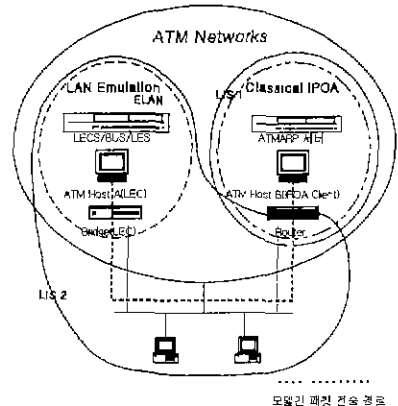 ATM Networks
LAN Emulation
ELAN
LIS 1
Classical IPOA
LECS/BUS/LES
ATMARP 서버
ATM Host A(LEC)
ATM Host B(IPOA Client)
Bridge(LEC)
Router
LIS 2
모델간 패킷 전송 경로